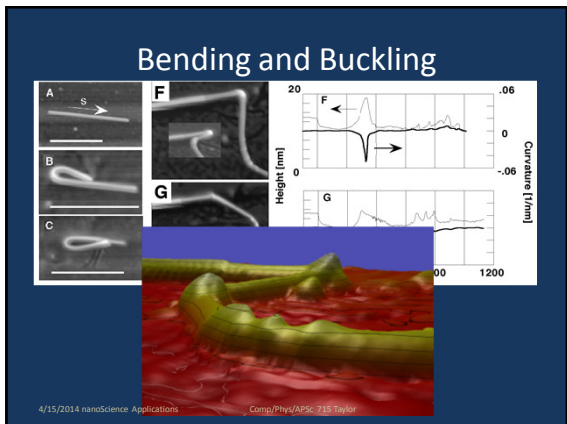 Bending and Buckling
A
S
B
C
F
G
20
Height [nm]
0
F
G
.06
0
-.06
Curvature [1/nm]
00
1200
4/15/2014 nanoScience Applications
Comp/Phys/APSc 715 Taylor